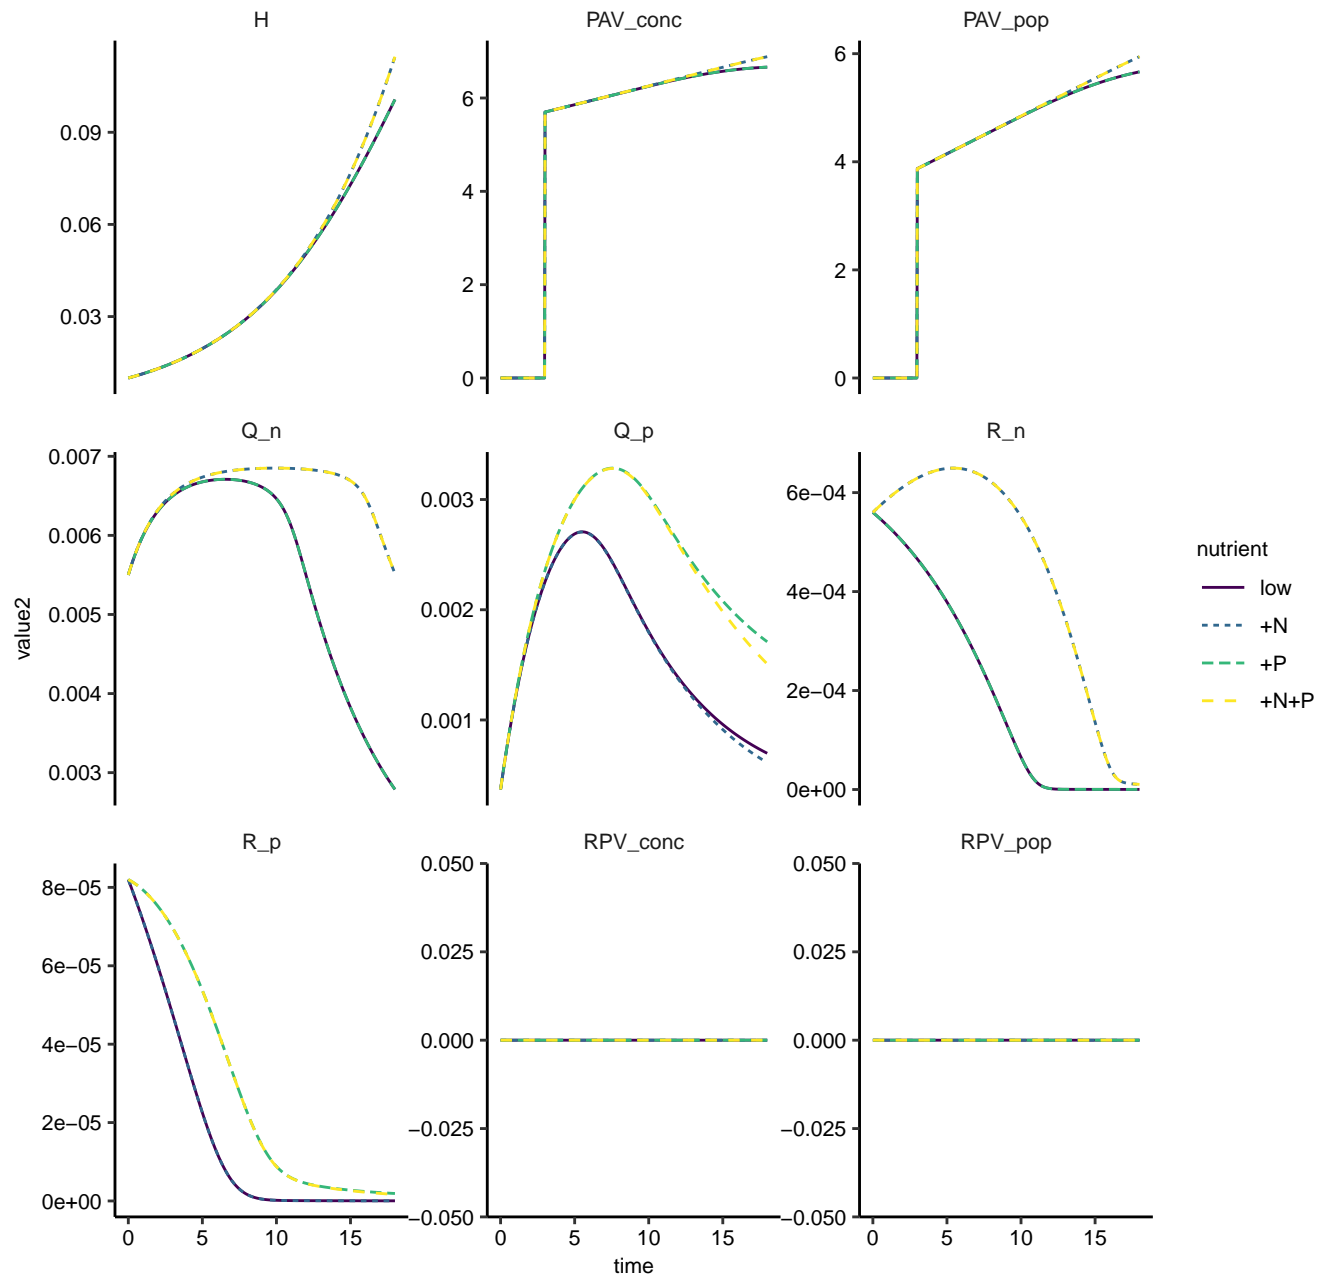 H
PAV_conc
PAV_pop
0.09
0.06
0.03
6
4
2
0
6
4
2
0
Q_n
Q_p
R_n
0.007
0.006
0.005
0.004
0.003
0.003
0.002
0.001
6e−04
4e−04
2e−04
0e+00
R_p
RPV_conc
RPV_pop
8e−05
6e−05
4e−05
2e−05
0e+00
0.050
0.025
0.000
−0.025
−0.050
0.050
0.025
0.000
−0.025
−0.050
0 5 10 15
0 5 10 15
0 5 10 15
time
value2
nutrient
low
+N
+P
+N+P